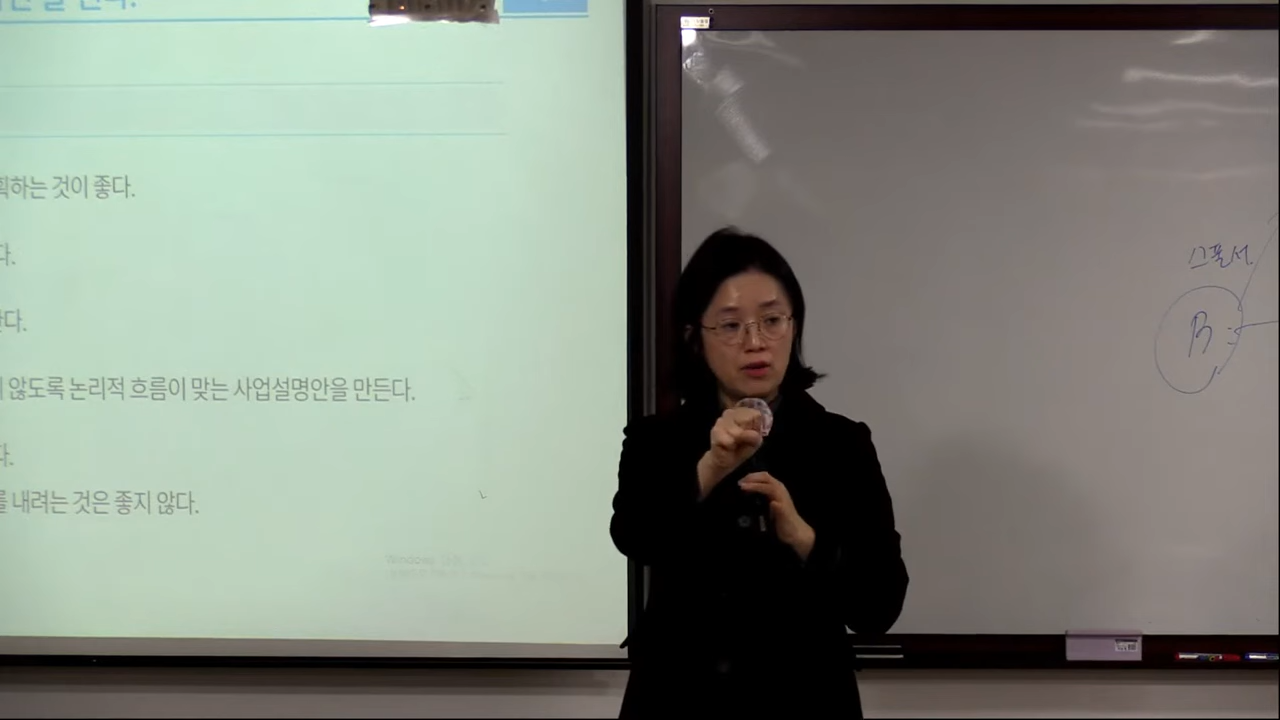 획하는 것이 좋다.
다.
한다.
않도록 논리적 흐름이 맞는 사업설명안을 만든다.
다.
를 내려는 것은 좋지 않다.
Windows
스폰서
B